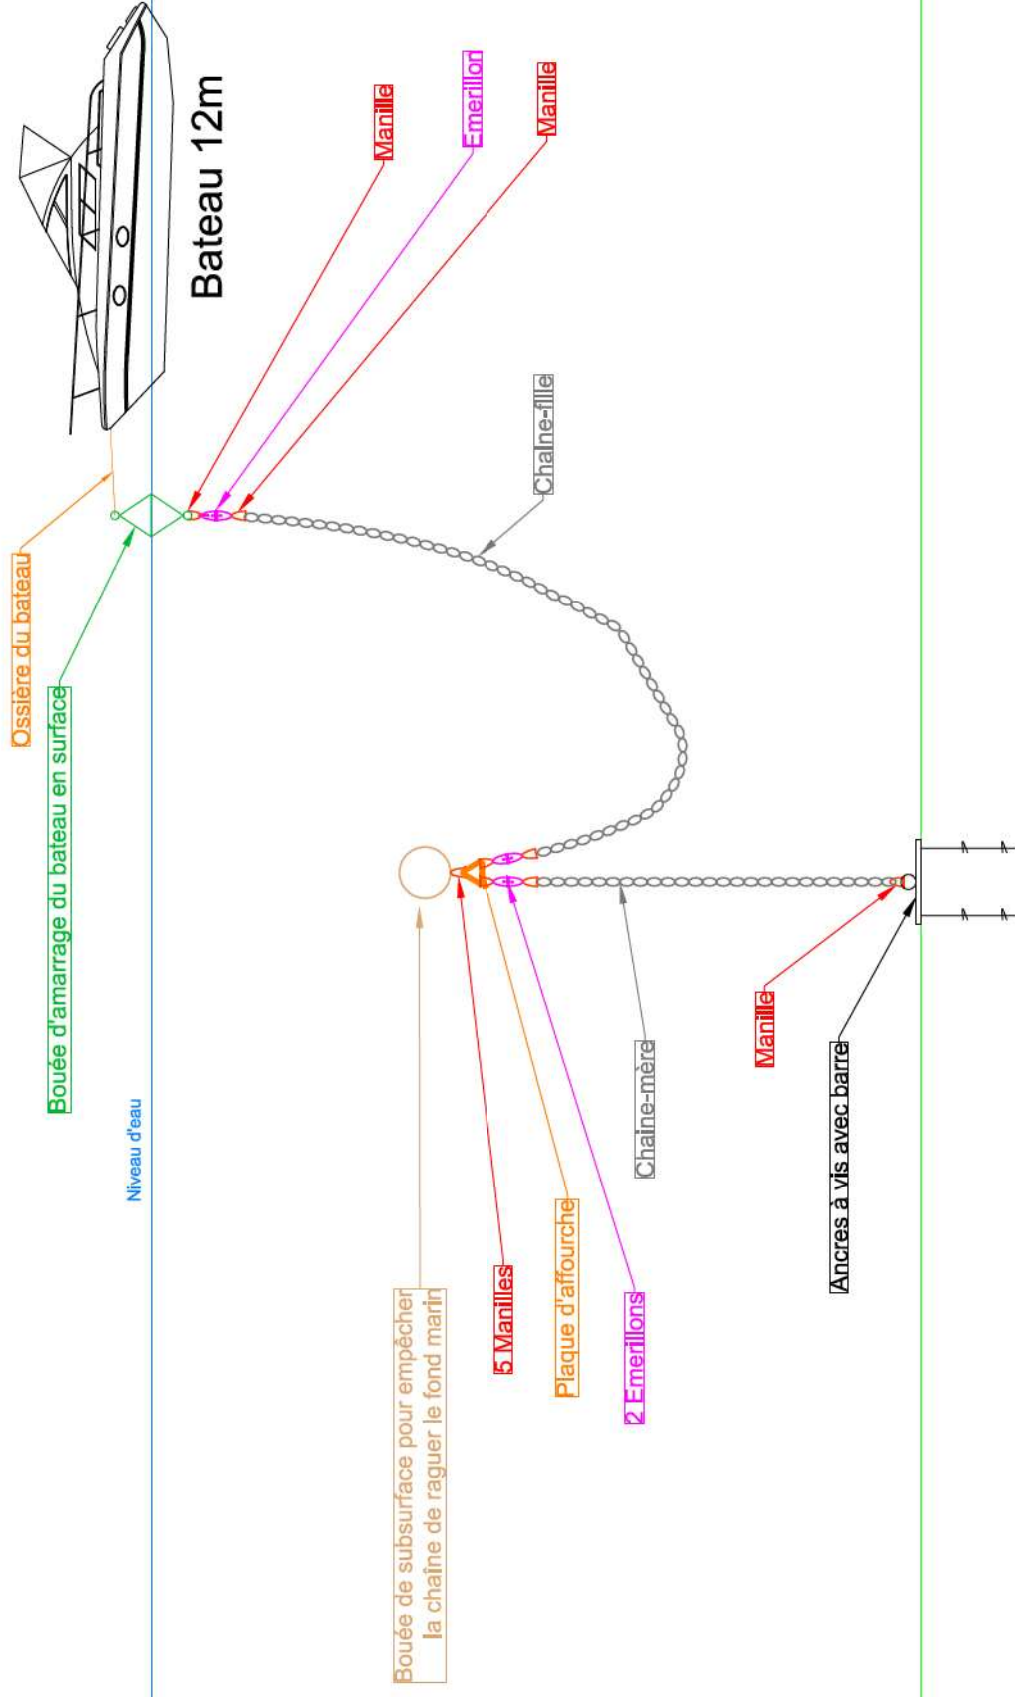 Ossière du bateau
Bouée d'amarrage du bateau en surface
Niveau d'eau
Bateau 12m
Manille
Emerillon
Manille
Chaîne-fille
Bouée de subsurface pour empêcher
la chaîne de raguer le fond marin
5 Manilles
Plaque d'affourche
2 Emerillons
Chaine-mère
Manille
Ancres à vis avec barre